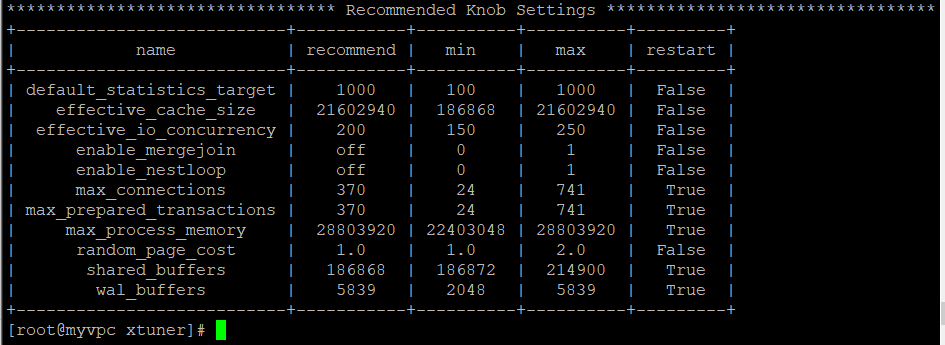 ********************************* Recommended Knob Settings *********************************
+---------------------------+-----------+----------+----------+---------+
|            name           | recommend |   min    |   max    | restart |
+---------------------------+-----------+----------+----------+---------+
| default_statistics_target |    1000   |   100    |   1000   |  False  |
|    effective_cache_size   |  21602940 |  186868  | 21602940 |  False  |
|  effective_io_concurrency |    200    |   150    |   250    |  False  |
|      enable_mergejoin     |    off    |    0     |    1     |  False  |
|      enable_nestloop      |    off    |    0     |    1     |  False  |
|      max_connections      |    370    |    24    |   741    |   True  |
| max_prepared_transactions |    370    |    24    |   741    |   True  |
|     max_process_memory    |  28803920 | 22403048 | 28803920 |   True  |
|      random_page_cost     |    1.0    |   1.0    |   2.0    |  False  |
|       shared_buffers      |   186868  |  186872  |  214900  |   True  |
|        wal_buffers        |    5839   |   2048   |   5839   |   True  |
+---------------------------+-----------+----------+----------+---------+
[root@myvpc xtuner]#